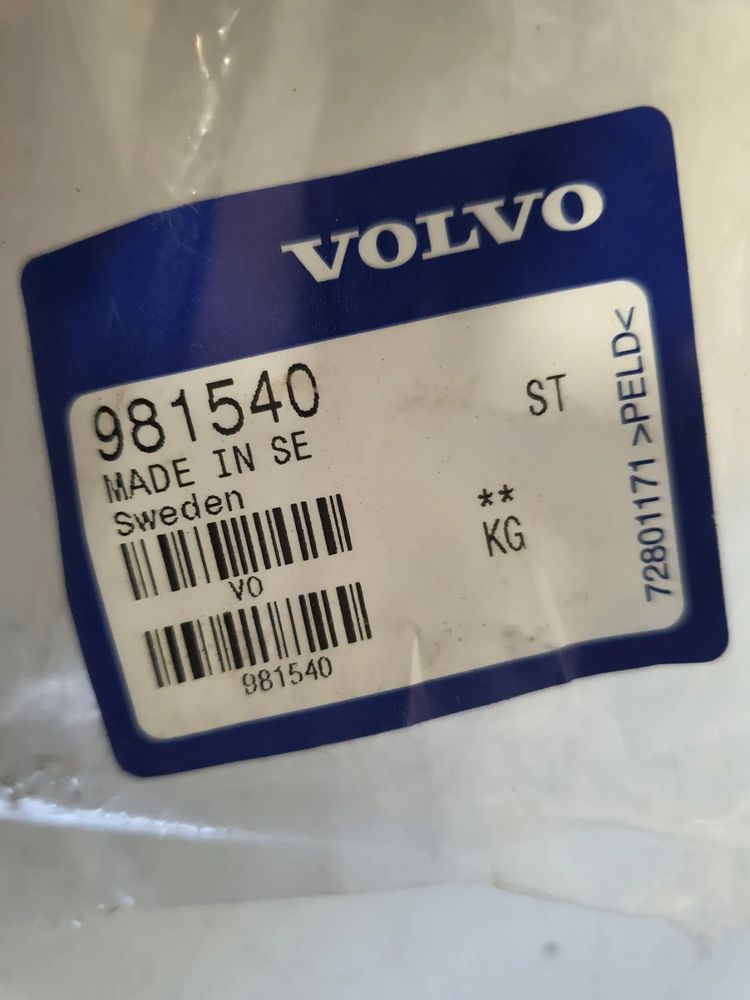 VOLVO
981540
ST
MADE IN SE
Sweden
**
KG
VO
981540
72801171 >PELD<